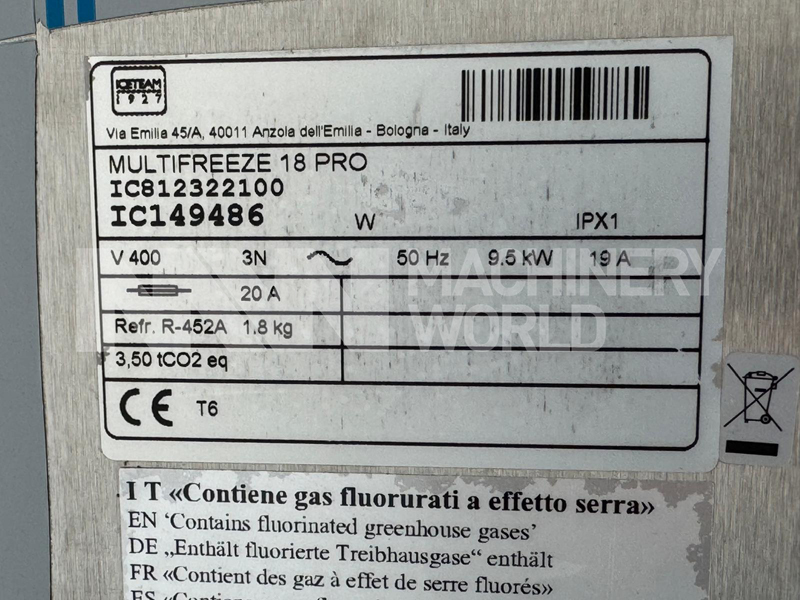 ICETEAM
1927
Via Emilia 45/A, 40011 Anzola dell'Emilia - Bologna - Italy
MULTIFREEZE 18 PRO
IC812322100
IC149486 W IPX1
V 400 3N 50 Hz 9.5 kW 19 A
20 A
Refr. R-452A 1.8 kg
3,50 tCO2 eq
CE T6
MACHINERY
WORLD
I T «Contiene gas fluorurati a effetto serra»
EN ‘Contains fluorinated greenhouse gases’
DE „Enthält fluorierte Treibhausgase“ enthält
FR «Contient des gaz à effet de serre fluorés»